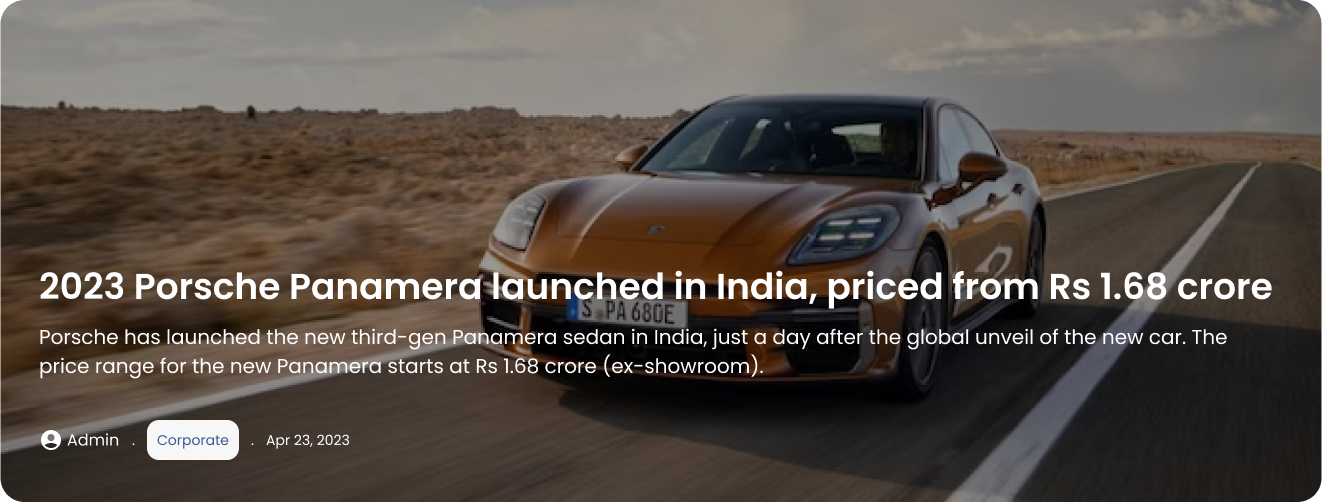 2023 Porsche Panamera launched in India, priced from Rs 1.68 crore
S PA 680E
Porsche has launched the new third-gen Panamera sedan in India, just a day after the global unveil of the new car. The
price range for the new Panamera starts at Rs 1.68 crore (ex-showroom).
Admin . Corporate . Apr 23, 2023